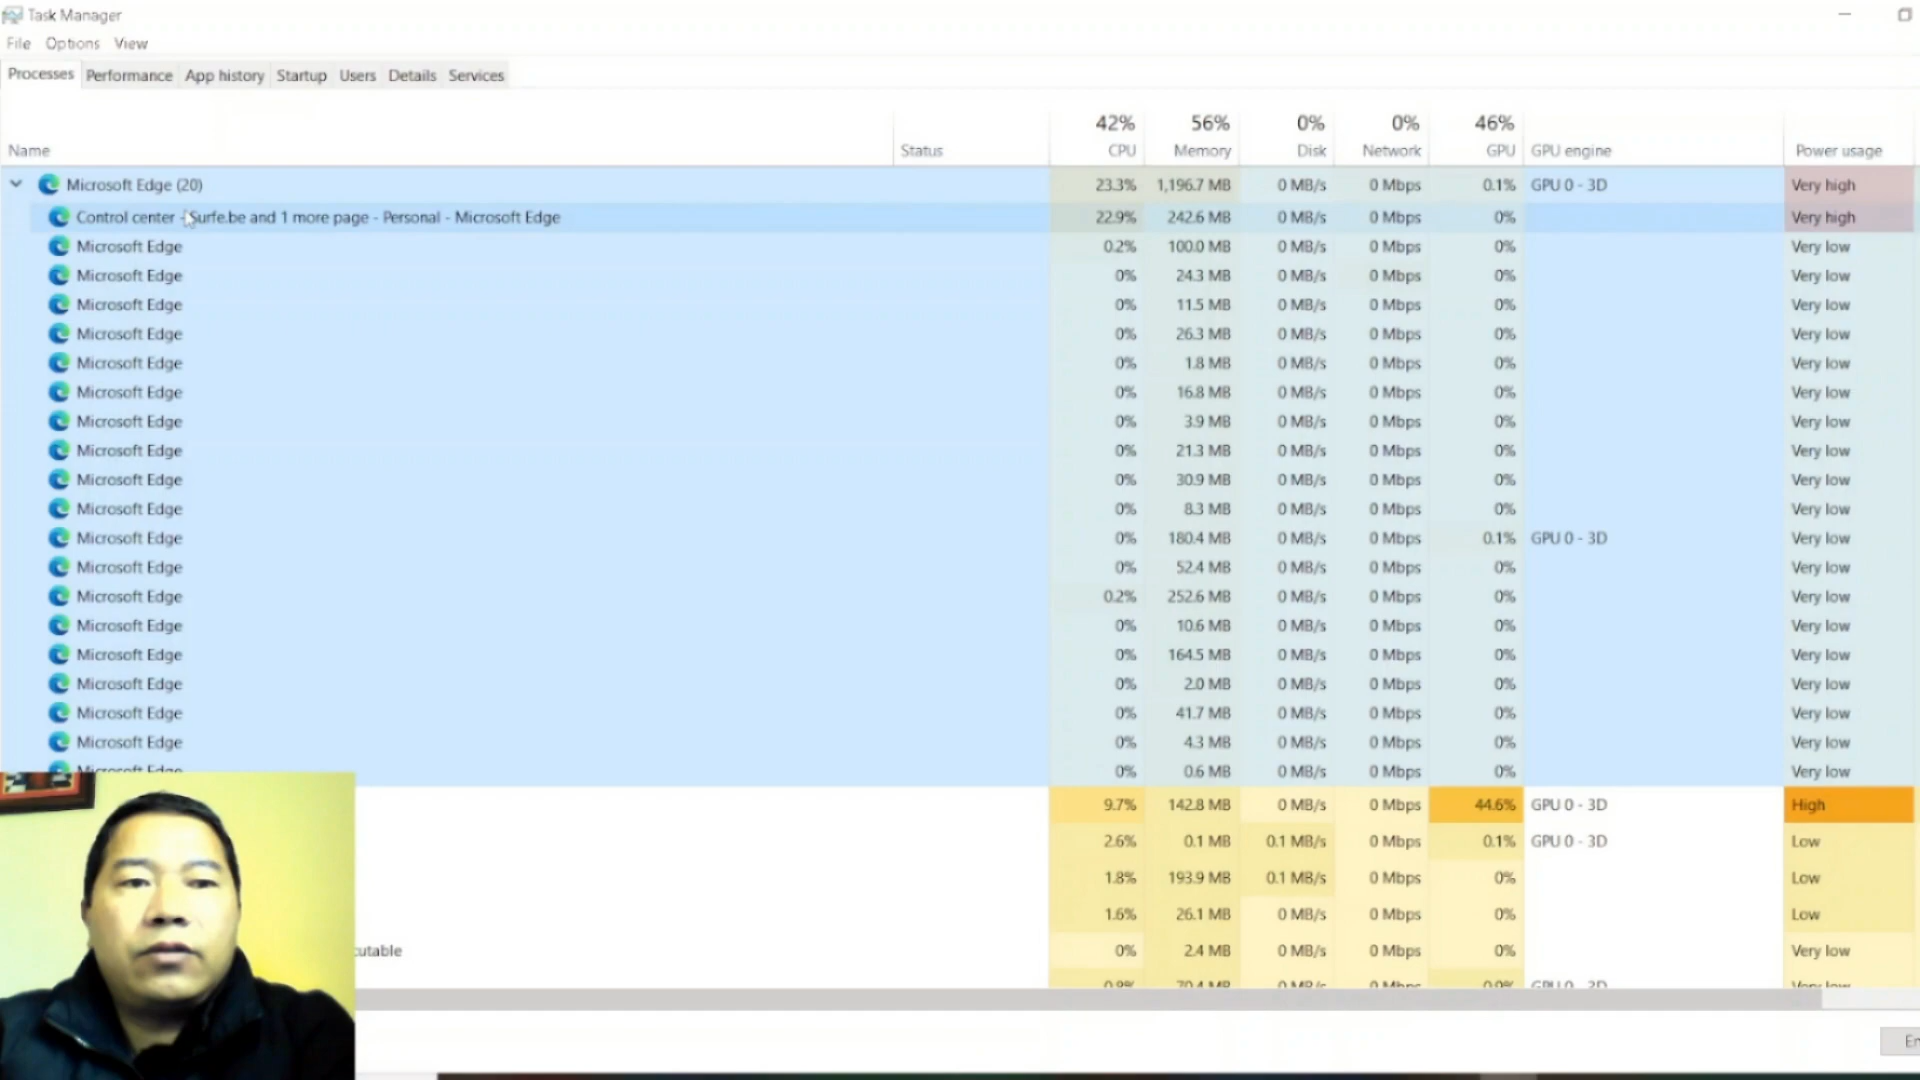 Task Manager
File Options View
Processes Performance App history Startup Users Details Services
42% 56% 0% 0% 46%
Name Status CPU Memory Disk Network GPU GPU engine Power usage
Microsoft Edge (20) 23.3% 1,196.7 MB 0 MB/s 0 Mbps 0.1% GPU 0 - 3D Very high
Control center - Surfe.be and 1 more page - Personal - Microsoft Edge 22.9% 242.6 MB 0 MB/s 0 Mbps 0% Very high
Microsoft Edge 0.2% 100.0 MB 0 MB/s 0 Mbps 0% Very low
Microsoft Edge 0% 24.3 MB 0 MB/s 0 Mbps 0% Very low
Microsoft Edge 0% 11.5 MB 0 MB/s 0 Mbps 0% Very low
Microsoft Edge 0% 26.3 MB 0 MB/s 0 Mbps 0% Very low
Microsoft Edge 0% 1.8 MB 0 MB/s 0 Mbps 0% Very low
Microsoft Edge 0% 16.8 MB 0 MB/s 0 Mbps 0% Very low
Microsoft Edge 0% 3.9 MB 0 MB/s 0 Mbps 0% Very low
Microsoft Edge 0% 21.3 MB 0 MB/s 0 Mbps 0% Very low
Microsoft Edge 0% 30.9 MB 0 MB/s 0 Mbps 0% Very low
Microsoft Edge 0% 8.3 MB 0 MB/s 0 Mbps 0% Very low
Microsoft Edge 0% 180.4 MB 0 MB/s 0 Mbps 0.1% GPU 0 - 3D Very low
Microsoft Edge 0% 52.4 MB 0 MB/s 0 Mbps 0% Very low
Microsoft Edge 0.2% 252.6 MB 0 MB/s 0 Mbps 0% Very low
Microsoft Edge 0% 10.6 MB 0 MB/s 0 Mbps 0% Very low
Microsoft Edge 0% 164.5 MB 0 MB/s 0 Mbps 0% Very low
Microsoft Edge 0% 2.0 MB 0 MB/s 0 Mbps 0% Very low
Microsoft Edge 0% 41.7 MB 0 MB/s 0 Mbps 0% Very low
Microsoft Edge 0% 4.3 MB 0 MB/s 0 Mbps 0% Very low
Microsoft Edge 0% 0.6 MB 0 MB/s 0 Mbps 0% Very low
9.7% 142.8 MB 0 MB/s 0 Mbps 44.6% GPU 0 - 3D High
2.6% 0.1 MB 0.1 MB/s 0 Mbps 0.1% GPU 0 - 3D Low
1.8% 193.9 MB 0.1 MB/s 0 Mbps 0% Low
1.6% 26.1 MB 0 MB/s 0 Mbps 0% Low
cutable 0% 2.4 MB 0 MB/s 0 Mbps 0% Very low